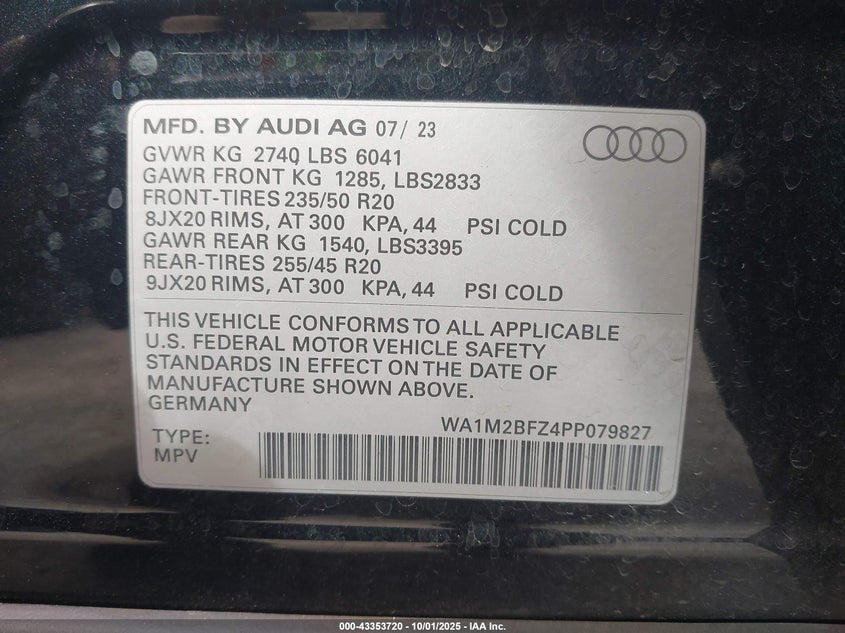 MFD. BY AUDI AG 07/ 23
GVWR KG 2740 LBS 6041
GAWR FRONT KG 1285, LBS2833
FRONT-TIRES 235/50 R20
8JX20 RIMS, AT 300 KPA, 44 PSI COLD
GAWR REAR KG 1540, LBS3395
REAR-TIRES 255/45 R20
9JX20 RIMS, AT 300 KPA, 44 PSI COLD
THIS VEHICLE CONFORMS TO ALL APPLICABLE
U.S. FEDERAL MOTOR VEHICLE SAFETY
STANDARDS IN EFFECT ON THE DATE OF
MANUFACTURE SHOWN ABOVE.
GERMANY
WA1M2BFZ4PP079827
TYPE:
MPV
000-43353720 - 10/01/2025 - IAA Inc.